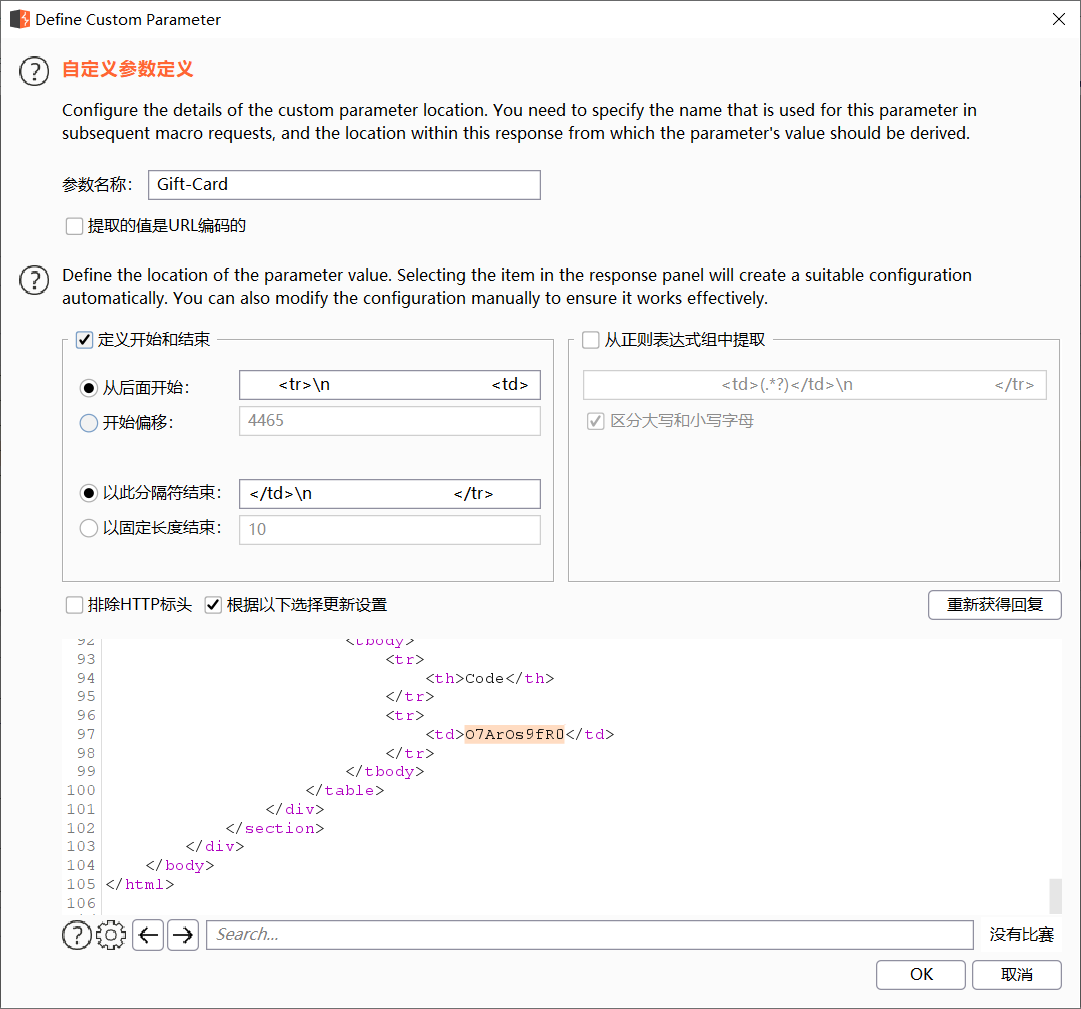 Define Custom Parameter
自定义参数定义
Configure the details of the custom parameter location. You need to specify the name that is used for this parameter in
subsequent macro requests, and the location within this response from which the parameter's value should be derived.
参数名称: Gift-Card
提取的值是URL编码的
Define the location of the parameter value. Selecting the item in the response panel will create a suitable configuration
automatically. You can also modify the configuration manually to ensure it works effectively.
定义开始和结束
从后面开始: <tr>\n <td>
开始偏移: 4465
以此分隔符结束: </td>\n </tr>
以固定长度结束: 10
从正则表达式组中提取
<td>(.*?)</td>\n </tr>
区分大写和小写字母
排除HTTP标头 根据以下选择更新设置 重新获得回复
92 <tbody>
93 <tr>
94 <th>Code</th>
95 </tr>
96 <tr>
97 <td>O7ArOs9fR0</td>
98 </tr>
99 </tbody>
100 </table>
101 </div>
102 </section>
103 </div>
104 </body>
105 </html>
106
Search... 没有比赛
OK 取消